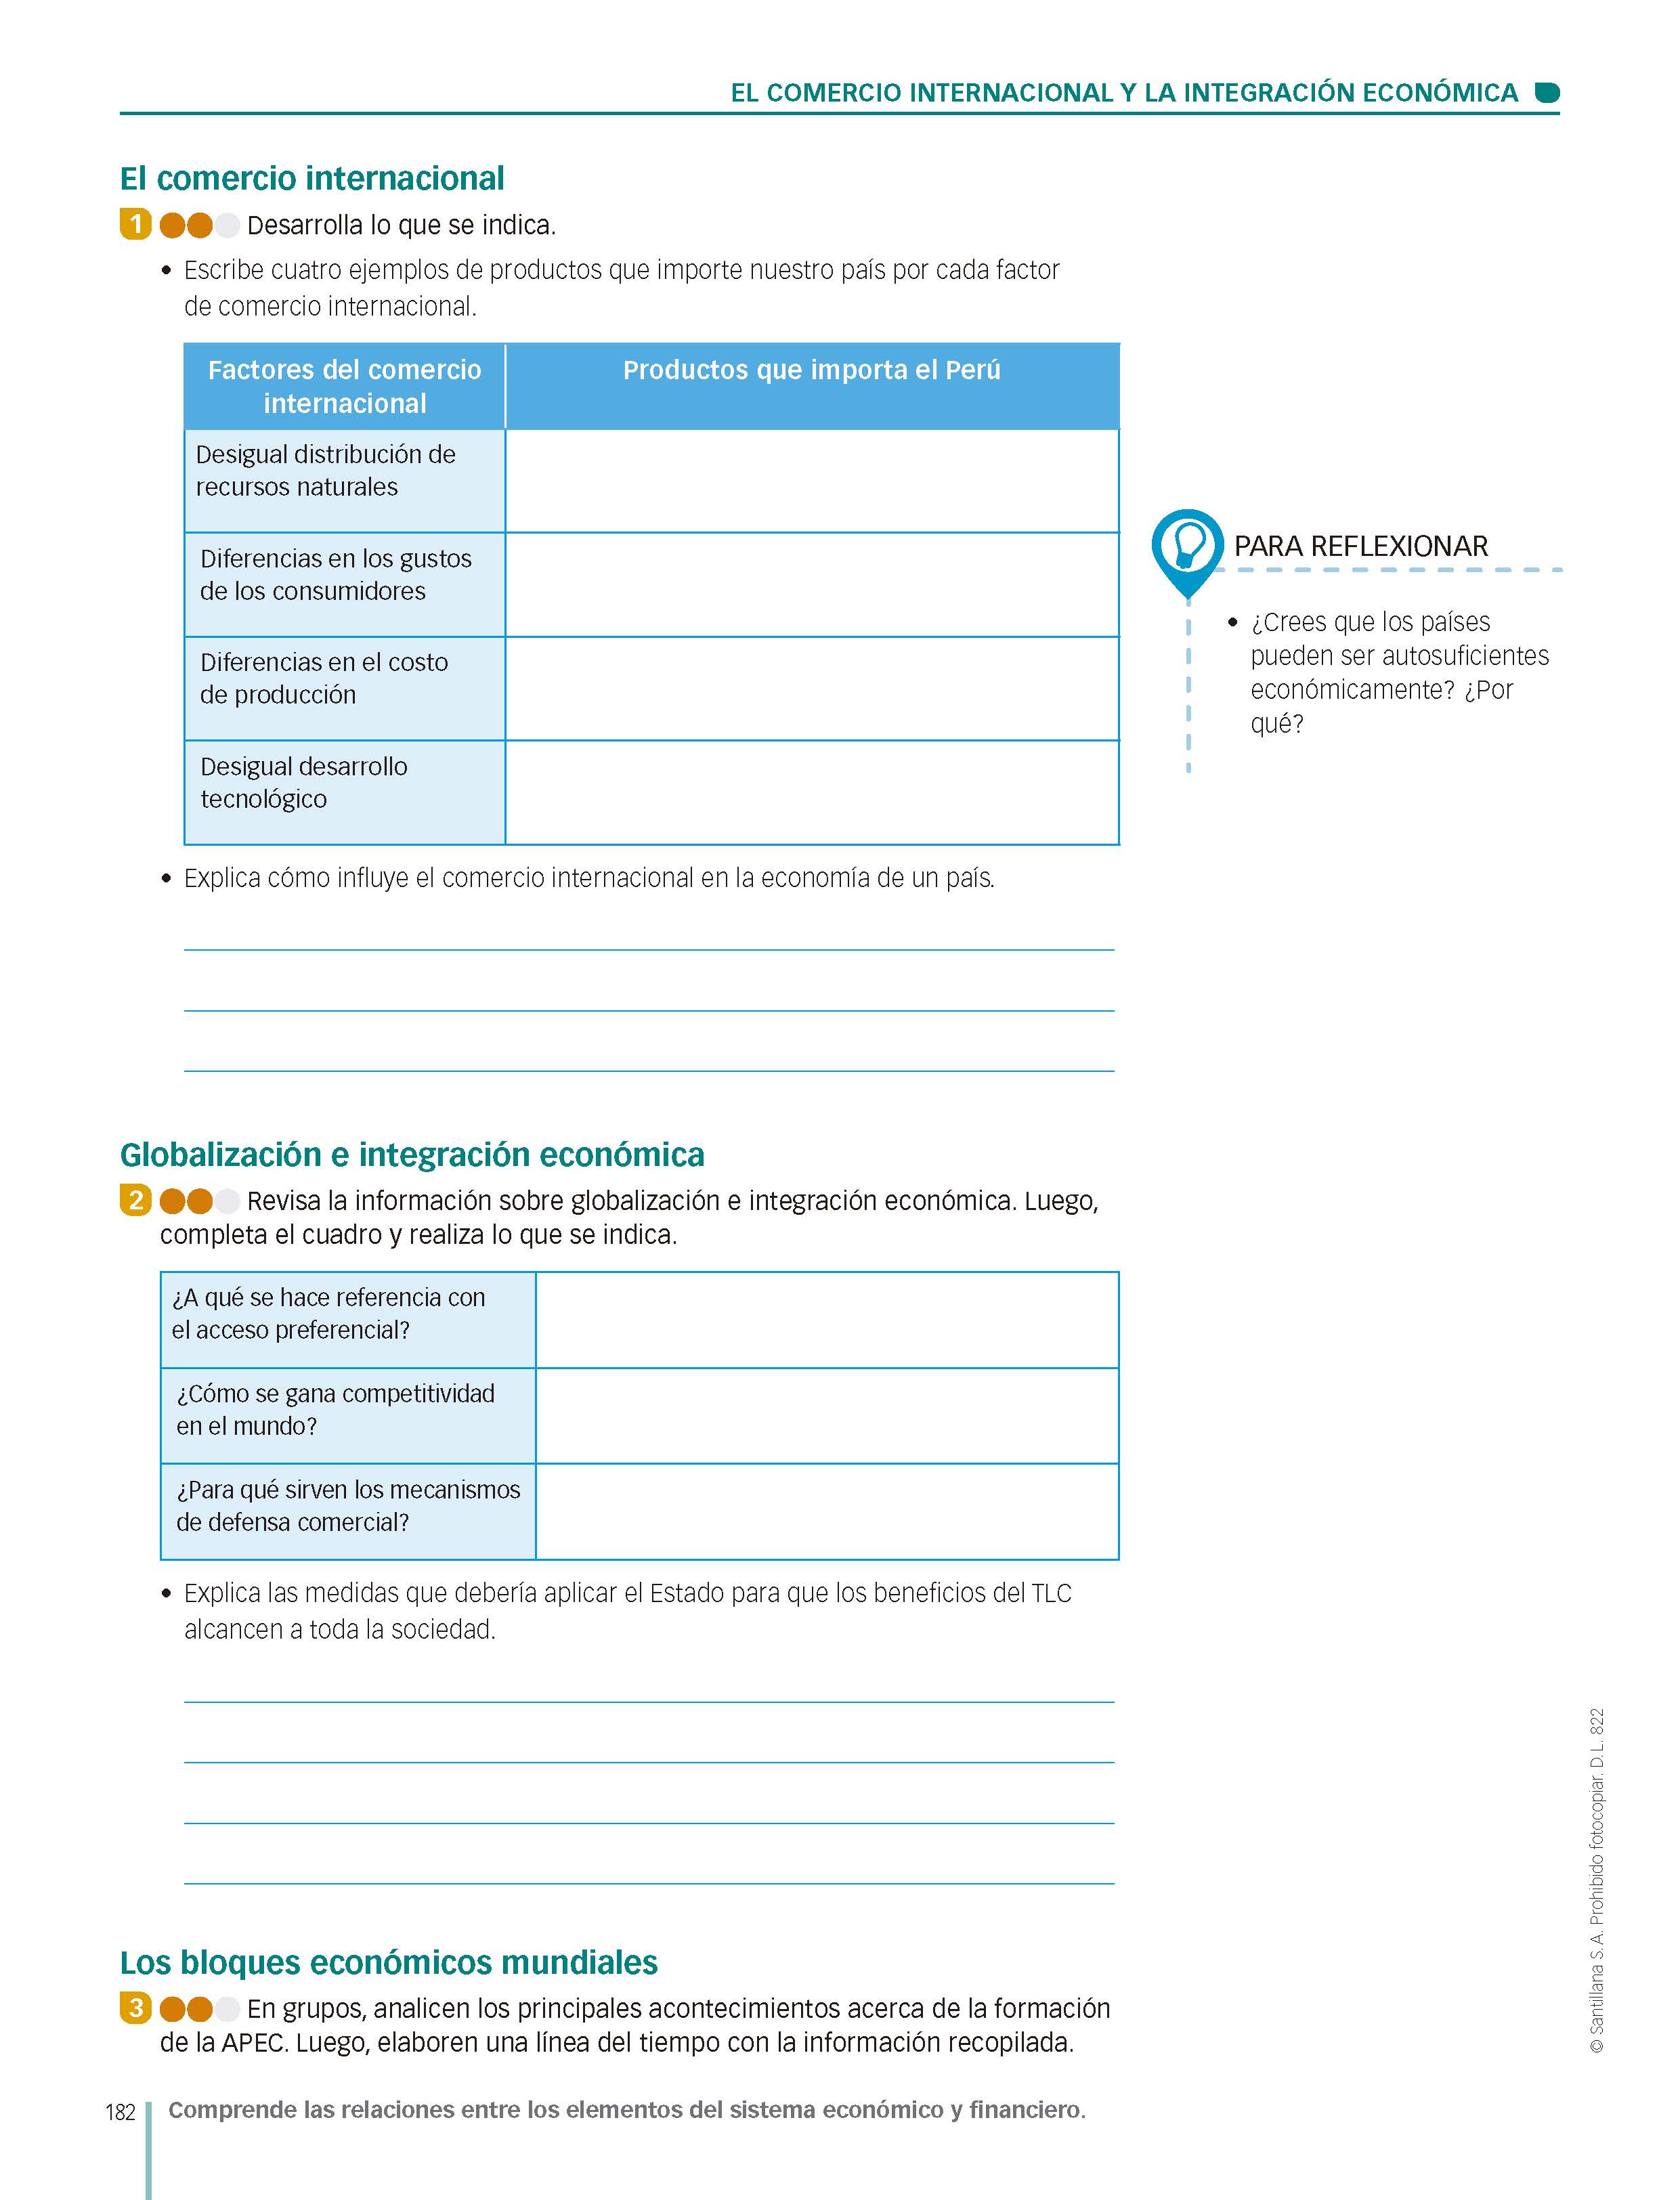 EL COMERCIO INTERNACIONAL Y LA INTEGRACIÓN ECONÓMICA
El comercio internacional
1 Desarrolla lo que se indica.
• Escribe cuatro ejemplos de productos que importe nuestro país por cada factor
de comercio internacional.
Factores del comercio
internacional
Productos que importa el Perú
Desigual distribución de
recursos naturales
Diferencias en los gustos
de los consumidores
Diferencias en el costo
de producción
Desigual desarrollo
tecnológico
PARA REFLEXIONAR
• ¿Crees que los países
pueden ser autosuficientes
económicamente? ¿Por
qué?
• Explica cómo influye el comercio internacional en la economía de un país.
Globalización e integración económica
2 Revisa la información sobre globalización e integración económica. Luego,
completa el cuadro y realiza lo que se indica.
¿A qué se hace referencia con
el acceso preferencial?
¿Cómo se gana competitividad
en el mundo?
¿Para qué sirven los mecanismos
de defensa comercial?
• Explica las medidas que debería aplicar el Estado para que los beneficios del TLC
alcancen a toda la sociedad.
Los bloques económicos mundiales
3 En grupos, analicen los principales acontecimientos acerca de la formación
de la APEC. Luego, elaboren una línea del tiempo con la información recopilada.
© Santillana S.A. Prohibido fotocopiar. D.L. 822
182 Comprende las relaciones entre los elementos del sistema económico y financiero.